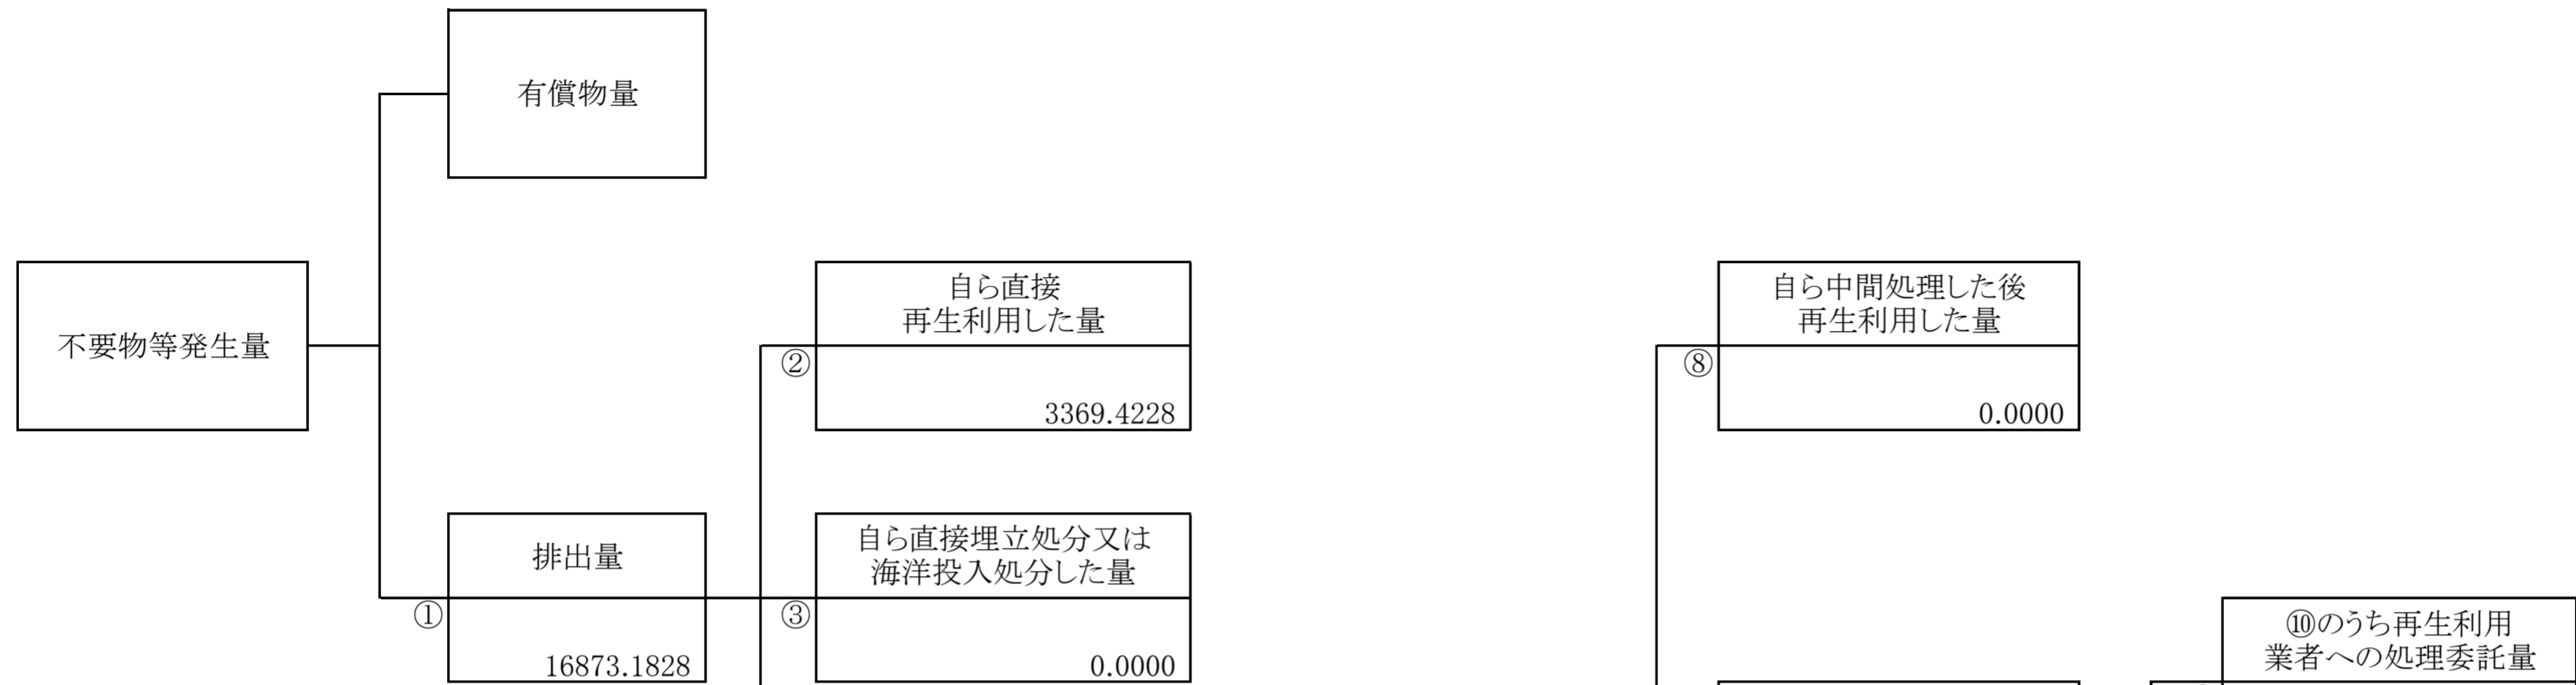 有償物量
不要物等発生量
自ら直接
再生利用した量
②
3369.4228
自ら中間処理した後
再生利用した量
⑧
0.0000
排出量
①
16873.1828
自ら直接埋立処分又は
海洋投入処分した量
③
0.0000
⑩のうち再生利用
業者への処理委託量